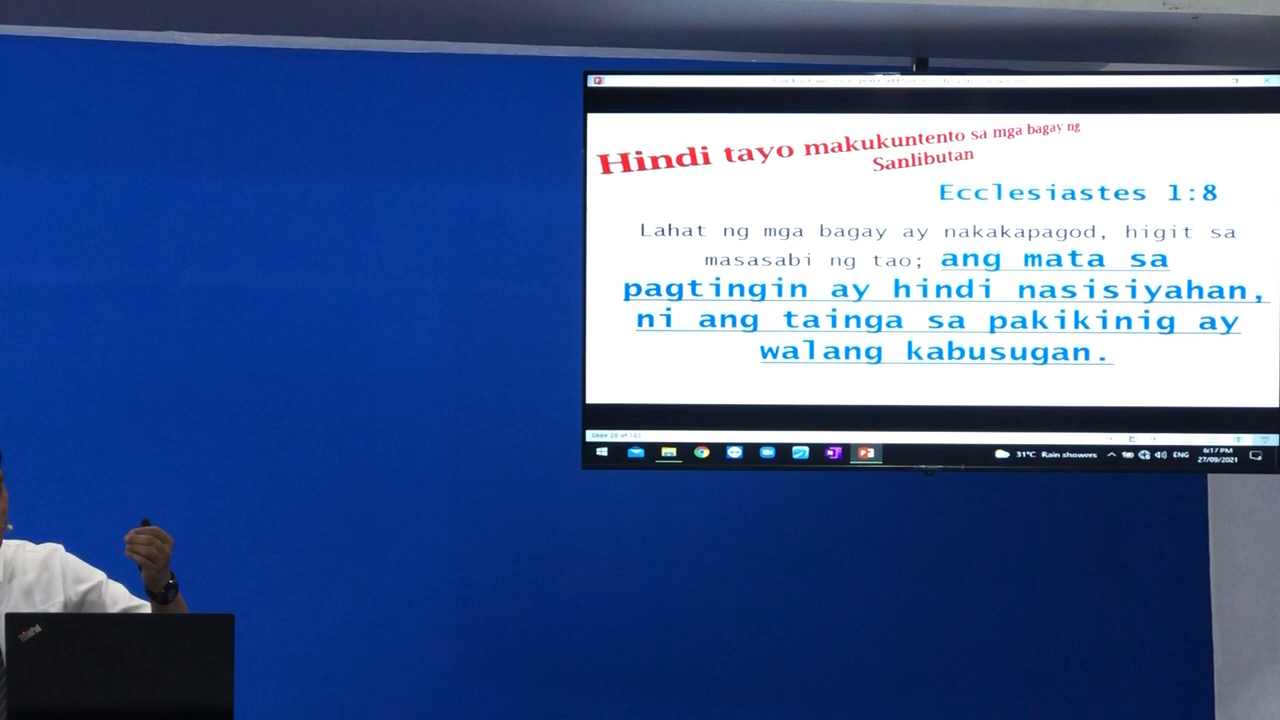 Hindi tayo makukuntento sa mga bagay ng
Sanlibutan
Ecclesiastes 1:8
Lahat ng mga bagay ay nakakapagod, higit sa
masasabi ng tao; ang mata sa
pagtingin ay hindi nasisiyahan,
ni ang tainga sa pakikinig ay
walang kabusugan.
31°C Rain showers
ENG
6:17 PM
27/09/2021